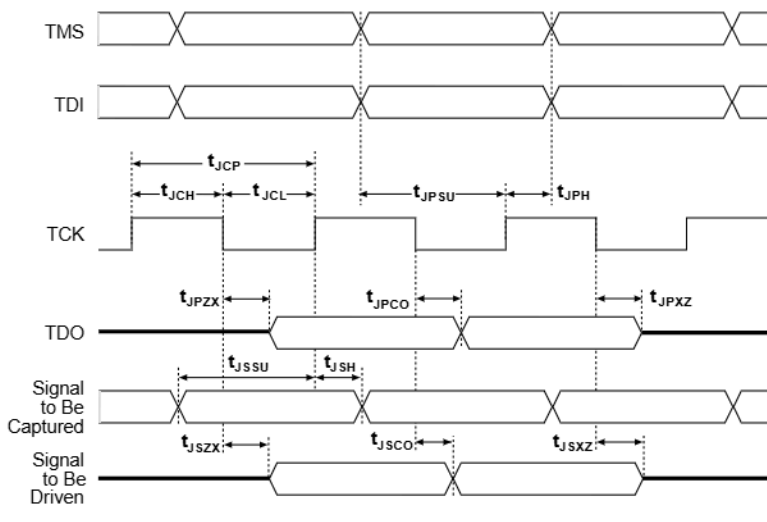 TMS
TDI
tJCP
tJCH tJCL tJPSU tJPH
TCK
tJPZX tJPCO tJPXZ
TDO
tJSSU tJSH
Signal
to Be
Captured
tJSZX tJSCO tJSXZ
Signal
to Be
Driven